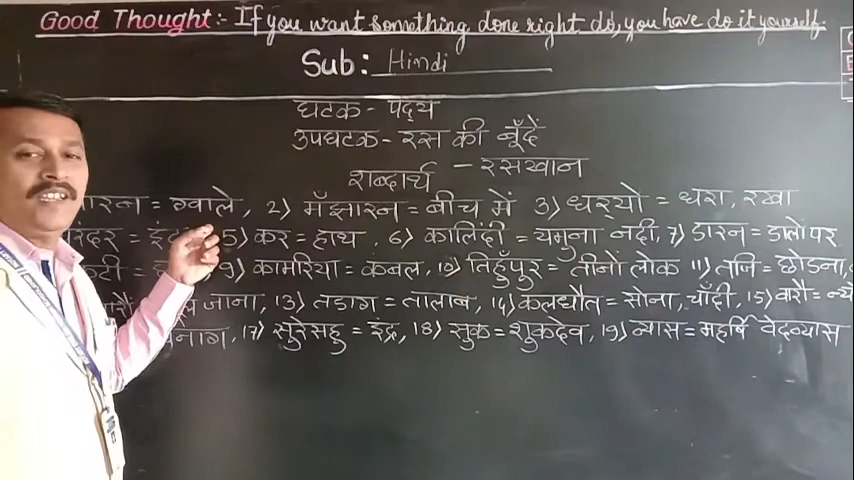 Good Thought:- If you want something done right do, you have do it yourself.
Sub: Hindi
घटक - पद्य
उपघटक - रस की बूँदें
- रसखान
शब्दार्थ
= ग्वाले, 2) मँझारन = बीच में 3) धर्‌यो = धरा, रखा
5) कर = हाथ, 6) कालिंदी = यमुना नदी, 7) डारन = डालो पर
9) कामरिया = कंबल, 10) तिहुँपुर = तीनो लोक 11) तजि = छोडना,
जाना, 13) तडाग = तालाब, 14) कलधौत = सोना, चाँदी, 15) वारौ =
17) सुरेसहु = इंद्र, 18) सुक = शुकदेव, 19) व्यास = महर्षि वेदव्यास